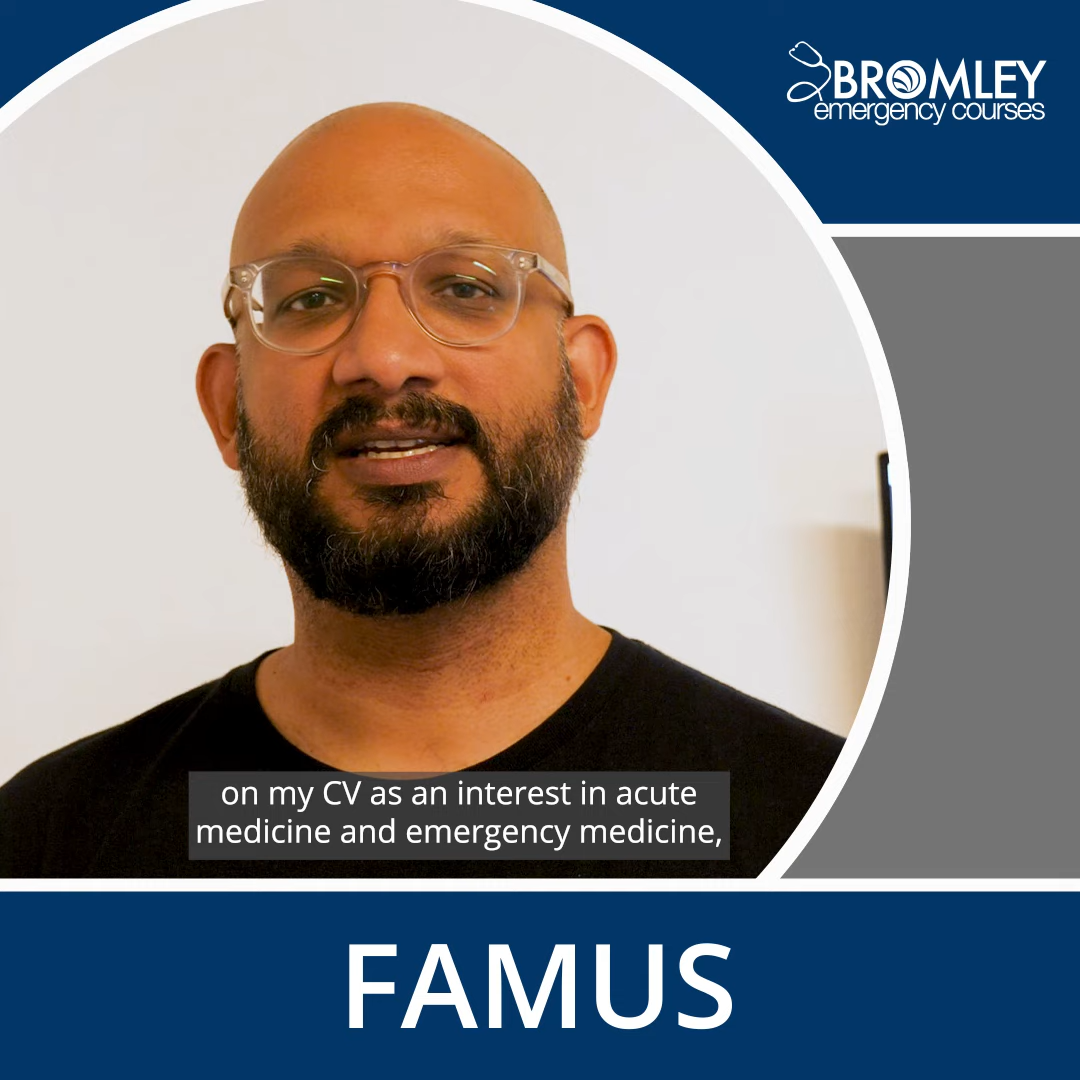 BROMLEY
emergency courses
on my CV as an interest in acute
medicine and emergency medicine,
FAMUS